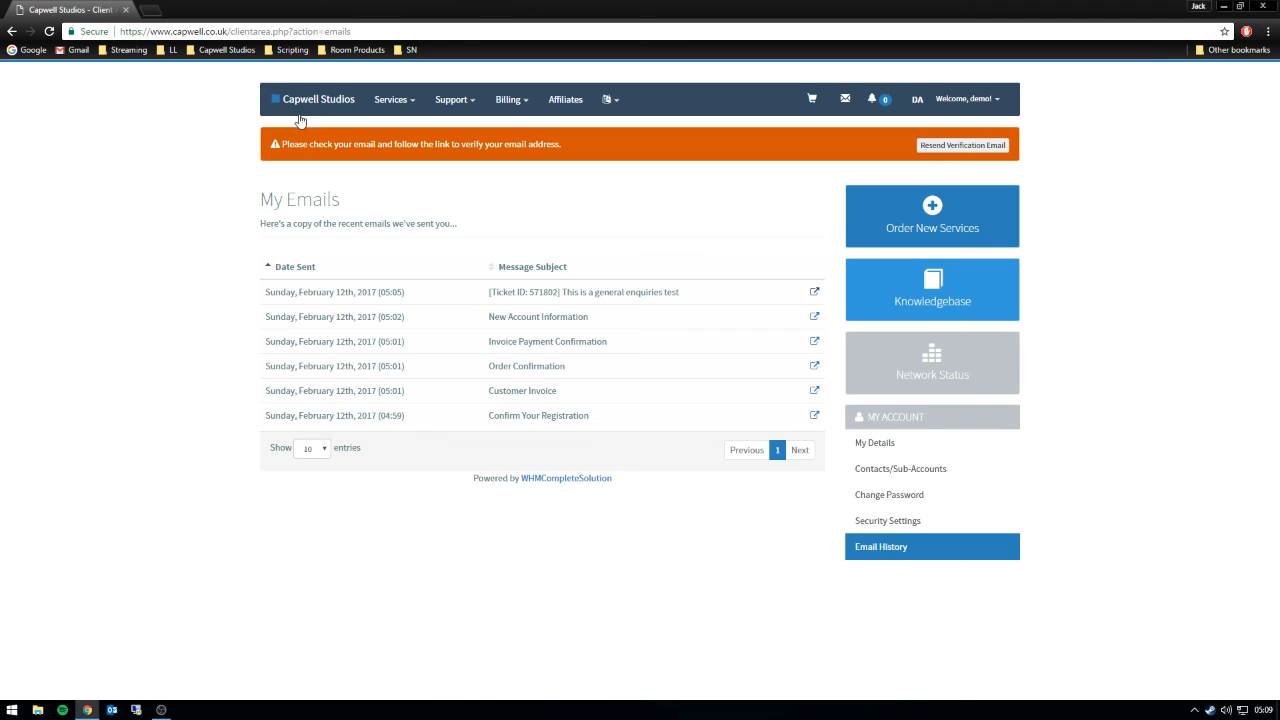 Capwell Studios - Client
Jack
Secure https://www.capwell.co.uk/clientarea.php?action=emails
Google Gmail Streaming LL Capwell Studios Scripting Room Products SN Other bookmarks
Capwell Studios Services Support Billing Affiliates 0 DA Welcome, demo!
Please check your email and follow the link to verify your email address. Resend Verification Email
My Emails
Here's a copy of the recent emails we've sent you...
Date Sent Message Subject
Sunday, February 12th, 2017 (05:05) [Ticket ID: 571802] This is a general enquiries test
Sunday, February 12th, 2017 (05:02) New Account Information
Sunday, February 12th, 2017 (05:01) Invoice Payment Confirmation
Sunday, February 12th, 2017 (05:01) Order Confirmation
Sunday, February 12th, 2017 (05:01) Customer Invoice
Sunday, February 12th, 2017 (04:59) Confirm Your Registration
Show 10 entries Previous 1 Next
Powered by WHMCompleteSolution
Order New Services
Knowledgebase
Network Status
MY ACCOUNT
My Details
Contacts/Sub-Accounts
Change Password
Security Settings
Email History
05:09